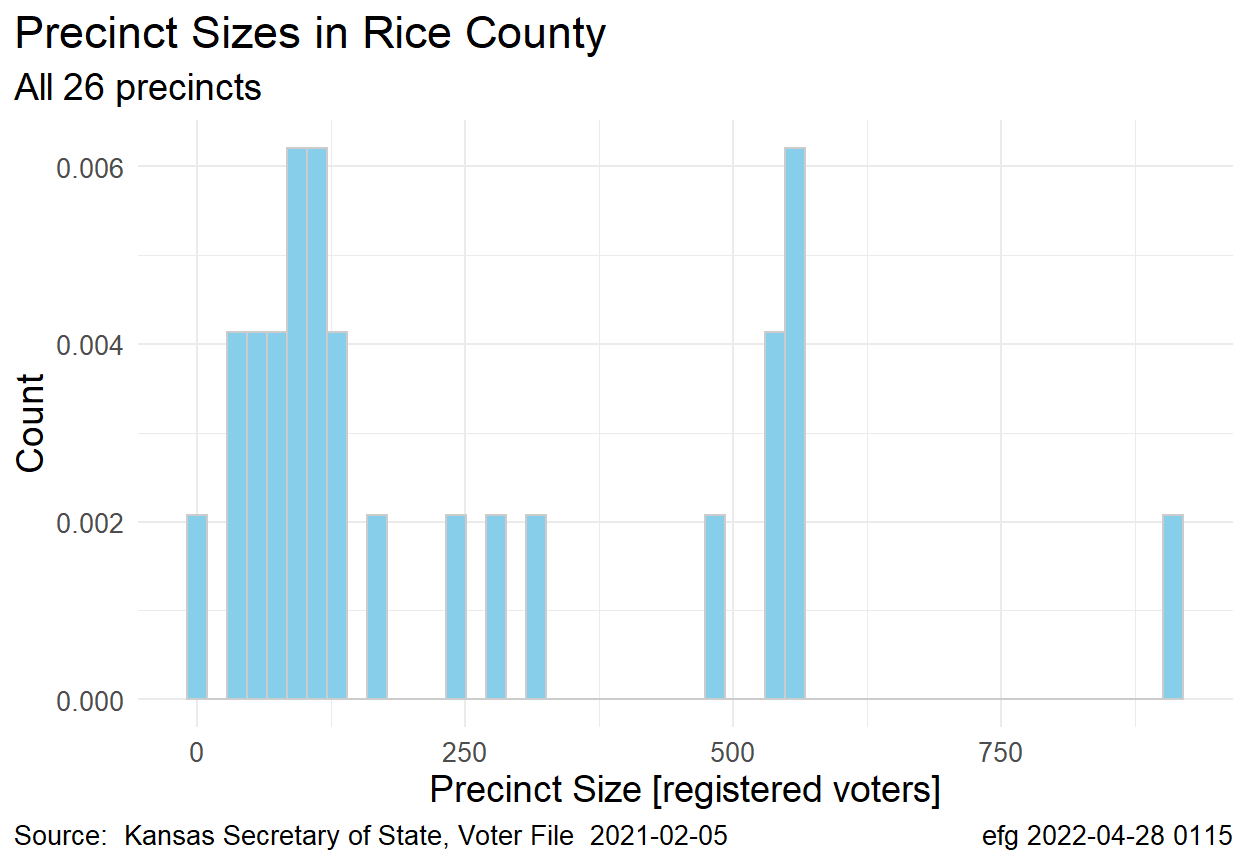 Precinct Sizes in Rice County
All 26 precincts
0.006
0.004
0.002
0.000
Count
0 250 500 750
Precinct Size [registered voters]
Source:  Kansas Secretary of State, Voter File  2021-02-05 efg 2022-04-28 0115